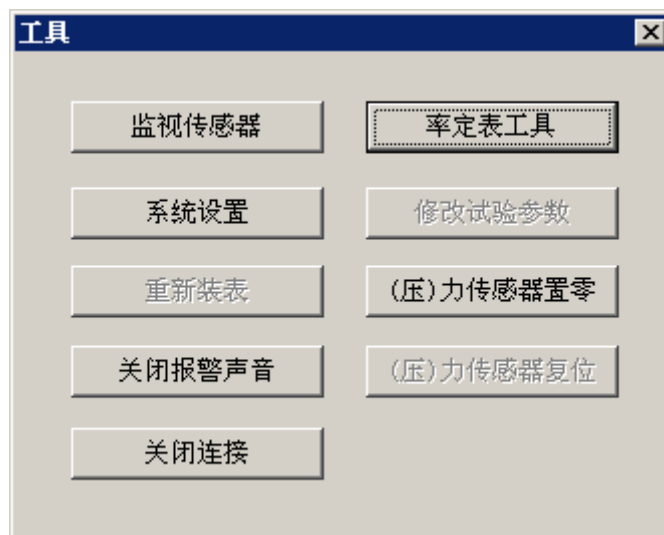 工具
监视传感器
率定表工具
系统设置
修改试验参数
重新装表
(压)力传感器置零
关闭报警声音
(压)力传感器复位
关闭连接